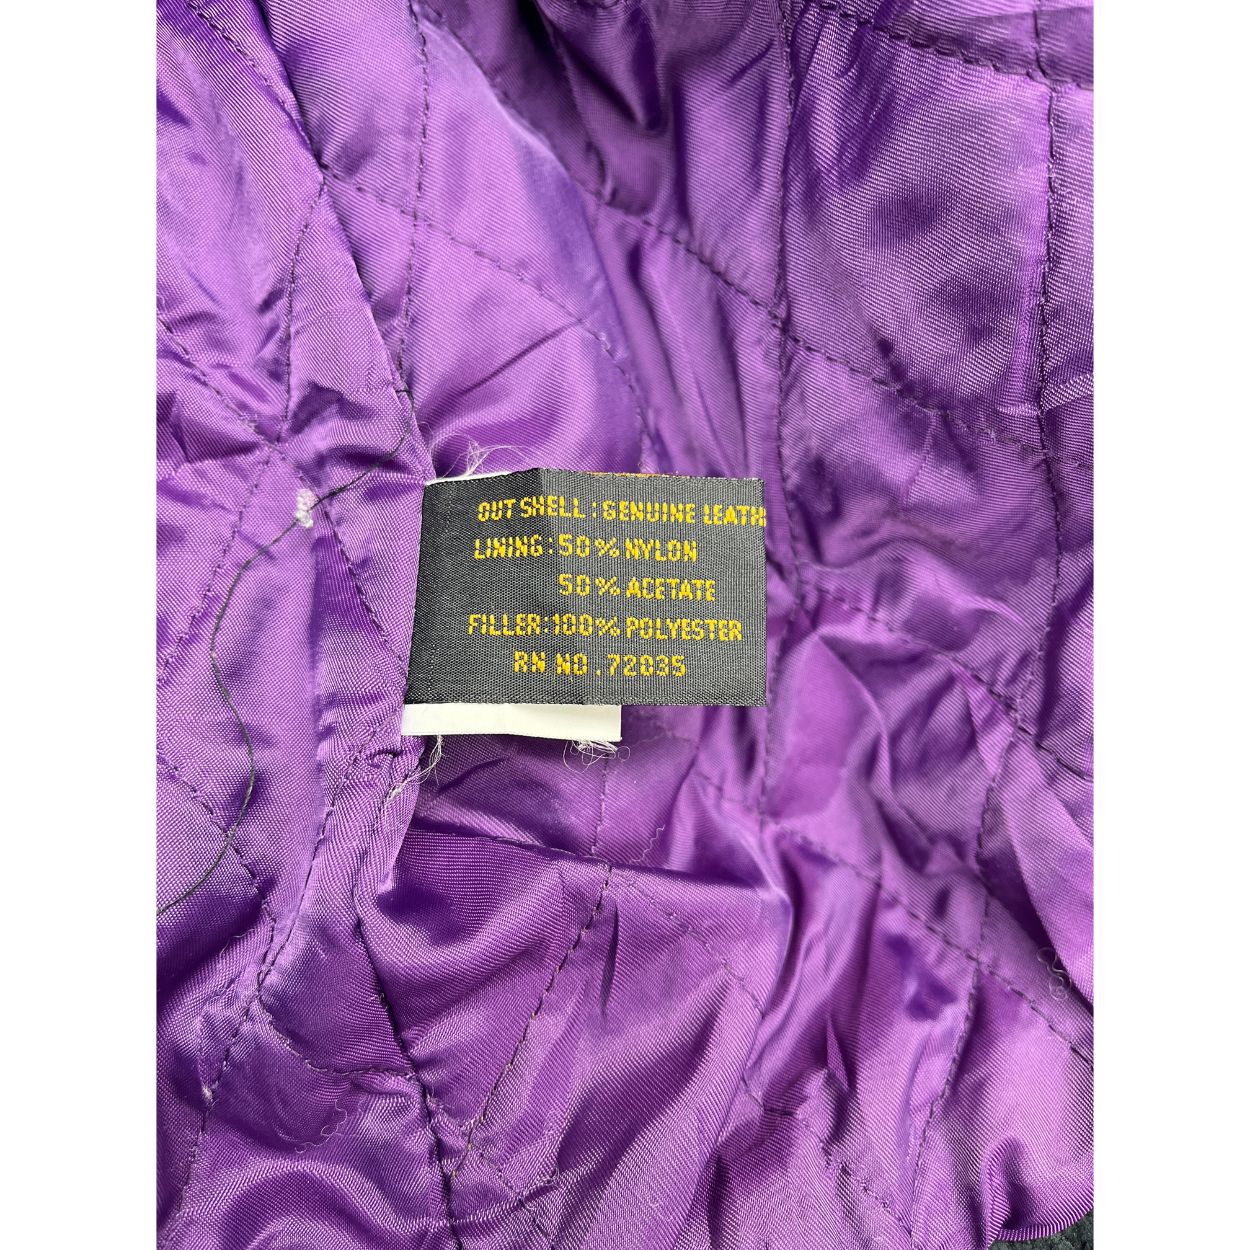 OUT SHELL : GENUINE LEATH
LINING : 50% NYLON
50% ACETATE
FILLER : 100% POLYESTER
RN NO. 72035